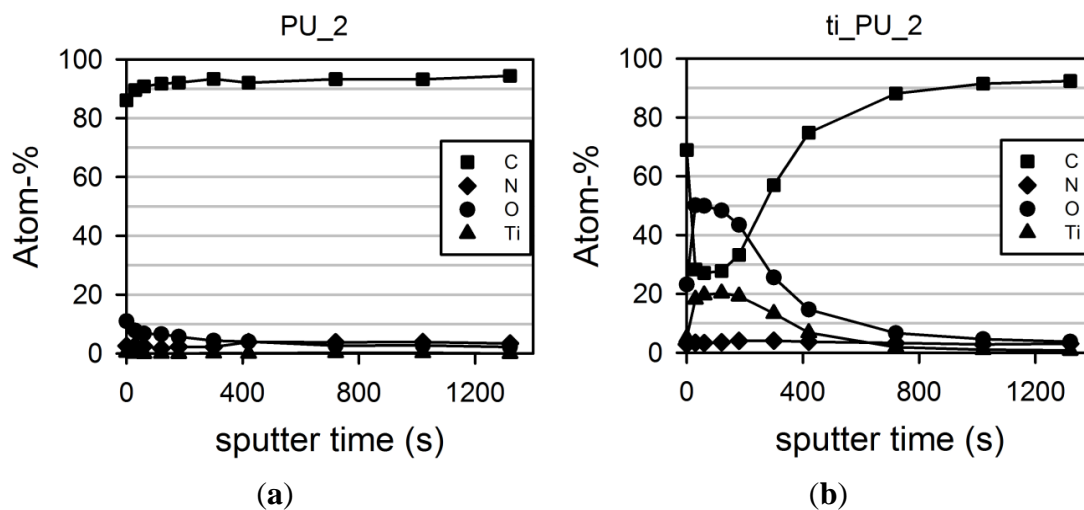 PU_2
100
80
60
40
20
0
Atom-%
C
N
O
Ti
0 400 800 1200
sputter time (s)
(a)
ti_PU_2
100
80
60
40
20
0
Atom-%
C
N
O
Ti
0 400 800 1200
sputter time (s)
(b)